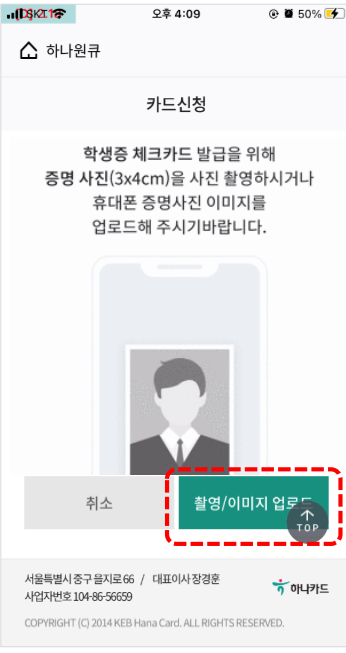 SKT
오후 4:09
50%
하나원큐
카드신청
학생증 체크카드 발급을 위해
증명 사진(3x4cm)을 사진 촬영하시거나
휴대폰 증명사진 이미지를
업로드해 주시기바랍니다.
취소
촬영/이미지 업로드
TOP
서울특별시 중구 을지로 66 / 대표이사 장경훈
사업자번호 104-86-56659
하나카드
COPYRIGHT (C) 2014 KEB Hana Card. ALL RIGHTS RESERVED.